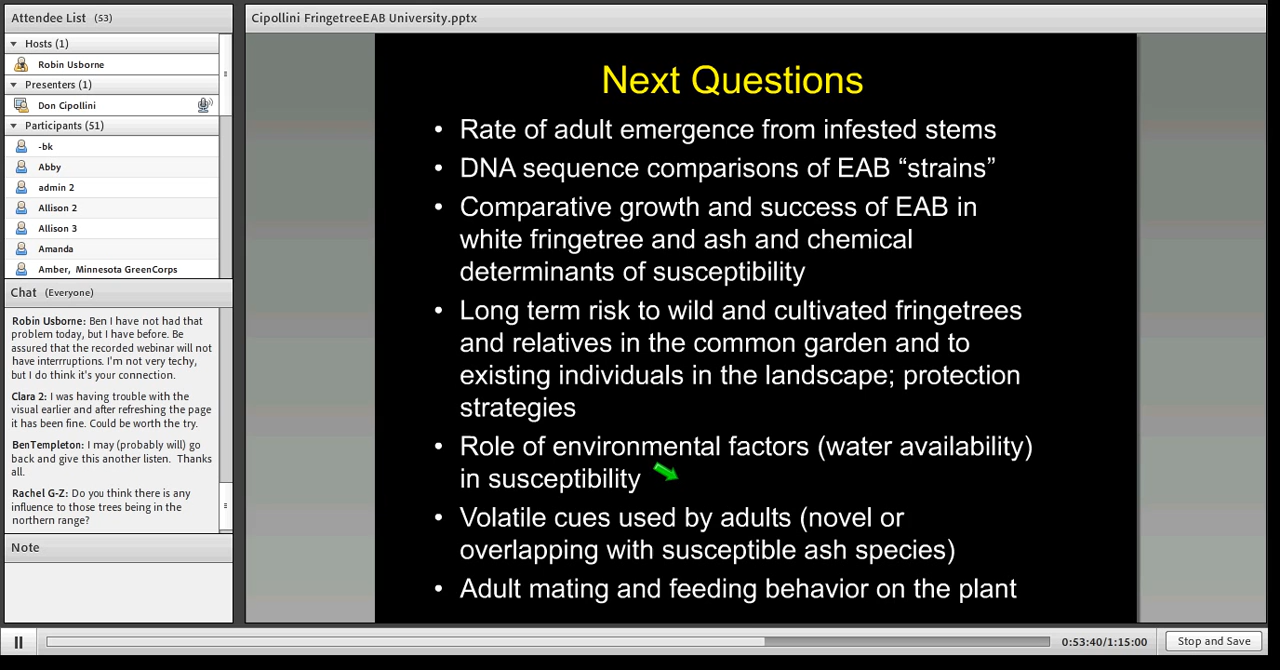 Attendee List (53)
Hosts (1)
Robin Usborne
Presenters (1)
Don Cipollini
Participants (51)
-bk
Abby
admin 2
Allison 2
Allison 3
Amanda
Amber, Minnesota GreenCorps
Chat (Everyone)
Robin Usborne: Ben I have not had that
problem today, but I have before. Be
assured that the recorded webinar will not
have interruptions. I'm not very techy,
but I do think it's your connection.
Clara 2: I was having trouble with the
visual earlier and after refreshing the page
it has been fine. Could be worth the try.
BenTempleton: I may (probably will) go
back and give this another listen. Thanks
all.
Rachel G-Z: Do you think there is any
influence to those trees being in the
northern range?
Note
Cipollini FringetreeEAB University.pptx
Next Questions
• Rate of adult emergence from infested stems
• DNA sequence comparisons of EAB “strains”
• Comparative growth and success of EAB in
white fringetree and ash and chemical
determinants of susceptibility
• Long term risk to wild and cultivated fringetrees
and relatives in the common garden and to
existing individuals in the landscape; protection
strategies
• Role of environmental factors (water availability)
in susceptibility
• Volatile cues used by adults (novel or
overlapping with susceptible ash species)
• Adult mating and feeding behavior on the plant
0:53:40/1:15:00
Stop and Save